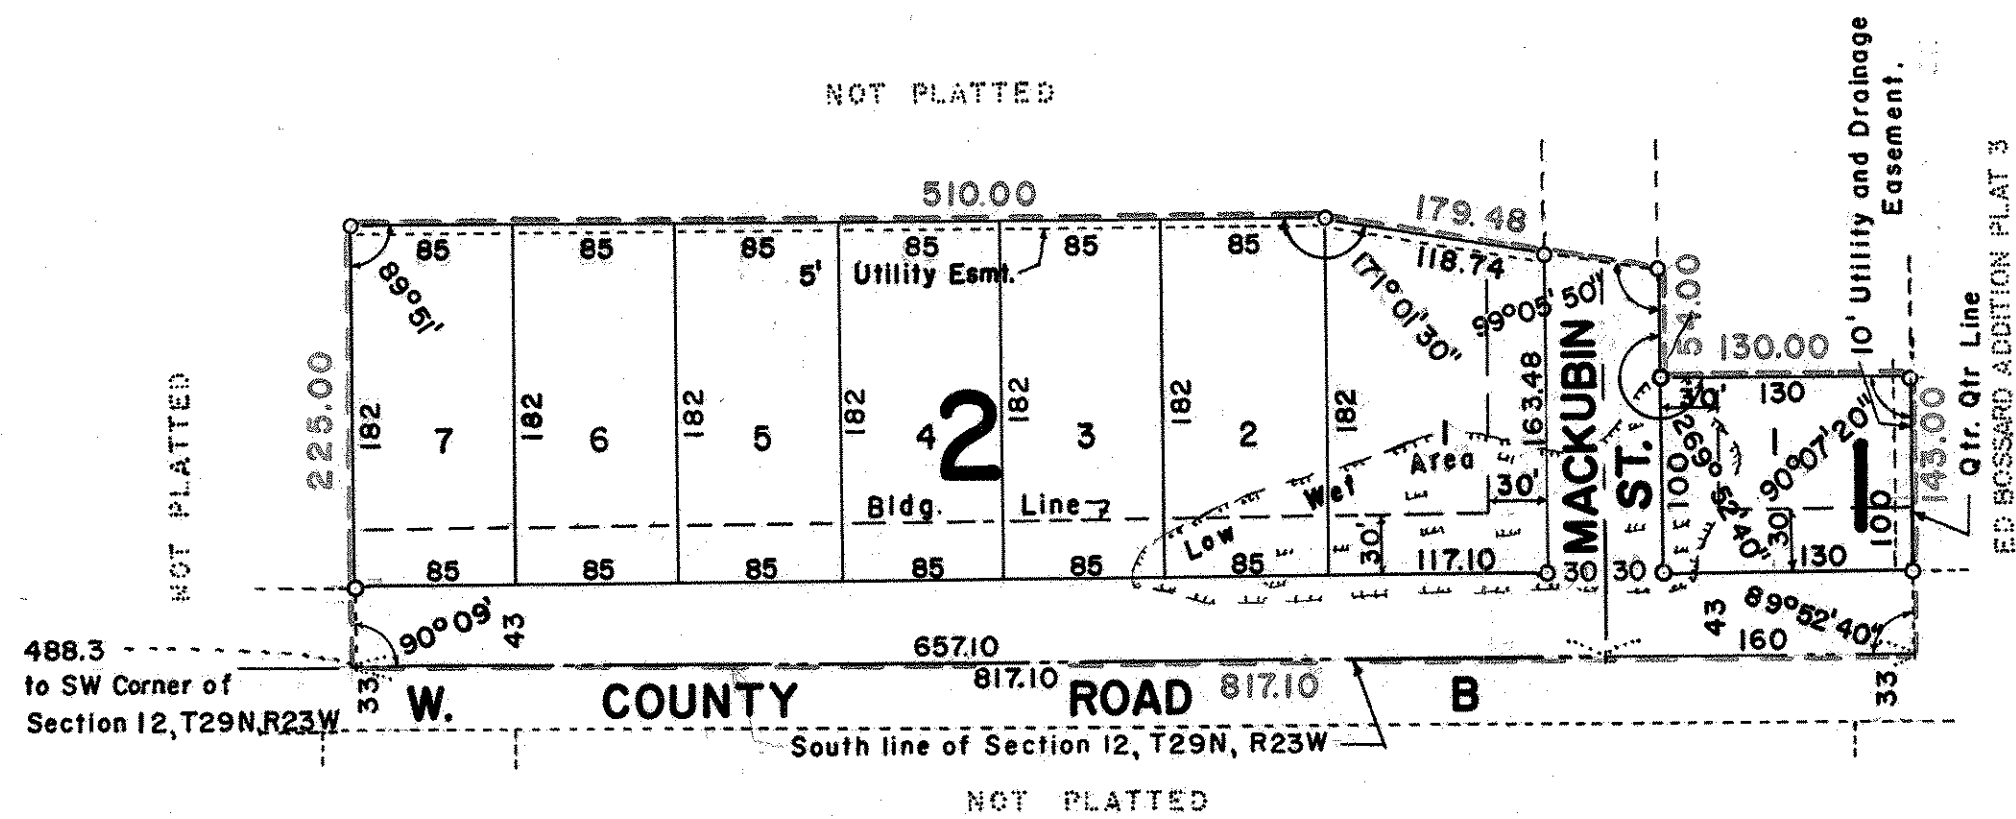 NOT PLATTED
10' Utility and Drainage
Easement.
510.00
179.48
85 85 85 85 85 85
118.74
5' Utility Esmt.
89°51'
171°01'30"
99°05'50"
54.00
130.00
130
30'
Qtr. Qtr Line
ED BOSSARD ADDITION PLAT 3
NOT PLATTED
225.00
182 182 182 182 182 182 182
163.48
MACKUBIN
ST.
100
269°52'40"
90°07'20"
143.00
7 6 5 4 3 2 1
2
1
1
Low Wet Area
30'
Bldg. Line
30'
30
100
85 85 85 85 85 85
117.10
30 30
130
90°09'
43
43
89°52'40"
657.10
160
488.3
to SW Corner of
Section 12, T29N, R23W
33
817.10
817.10
33
W. COUNTY ROAD B
South line of Section 12, T29N, R23W
NOT PLATTED